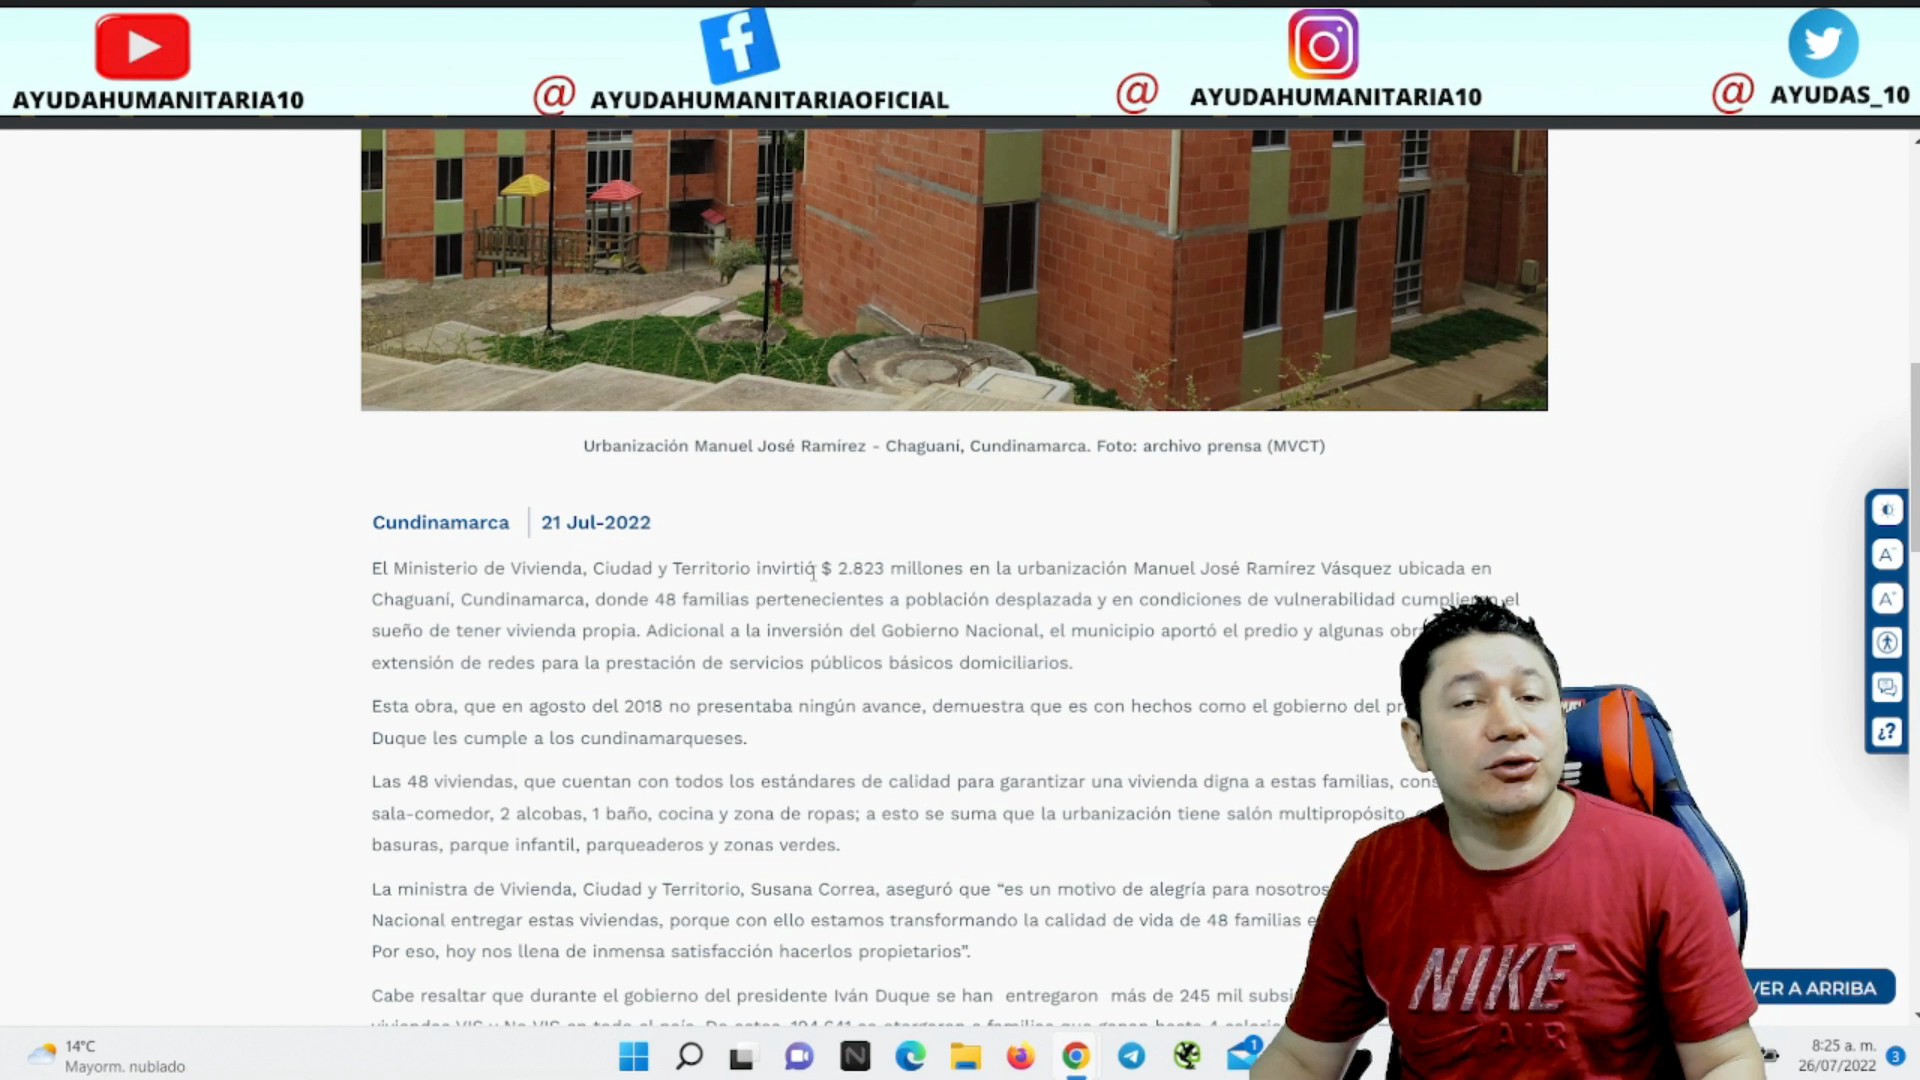 AYUDAHUMANITARIA10
@ AYUDAHUMANITARIAOFICIAL
@ AYUDAHUMANITARIA10
@ AYUDAS_10
Urbanización Manuel José Ramírez - Chaguaní, Cundinamarca. Foto: archivo prensa (MVCT)
Cundinamarca | 21 Jul-2022
El Ministerio de Vivienda, Ciudad y Territorio invirtió $ 2.823 millones en la urbanización Manuel José Ramírez Vásquez ubicada en
Chaguaní, Cundinamarca, donde 48 familias pertenecientes a población desplazada y en condiciones de vulnerabilidad el
sueño de tener vivienda propia. Adicional a la inversión del Gobierno Nacional, el municipio aportó el predio y algunas
extensión de redes para la prestación de servicios públicos básicos domiciliarios.
Esta obra, que en agosto del 2018 no presentaba ningún avance, demuestra que es con hechos como el gobierno del
Duque les cumple a los cundinamarqueses.
Las 48 viviendas, que cuentan con todos los estándares de calidad para garantizar una vivienda digna a estas familias,
sala-comedor, 2 alcobas, 1 baño, cocina y zona de ropas; a esto se suma que la urbanización tiene salón multipropósito,
basuras, parque infantil, parqueaderos y zonas verdes.
La ministra de Vivienda, Ciudad y Territorio, Susana Correa, aseguró que “es un motivo de alegría para nosotros
Nacional entregar estas viviendas, porque con ello estamos transformando la calidad de vida de 48 familias
Por eso, hoy nos llena de inmensa satisfacción hacerlos propietarios”.
Cabe resaltar que durante el gobierno del presidente Iván Duque se han entregaron más de 245 mil
A-
A+
¿?
VER A ARRIBA
NIKE
AIR
14°C
Mayorm. nublado
1
8:25 a. m.
26/07/2022
3